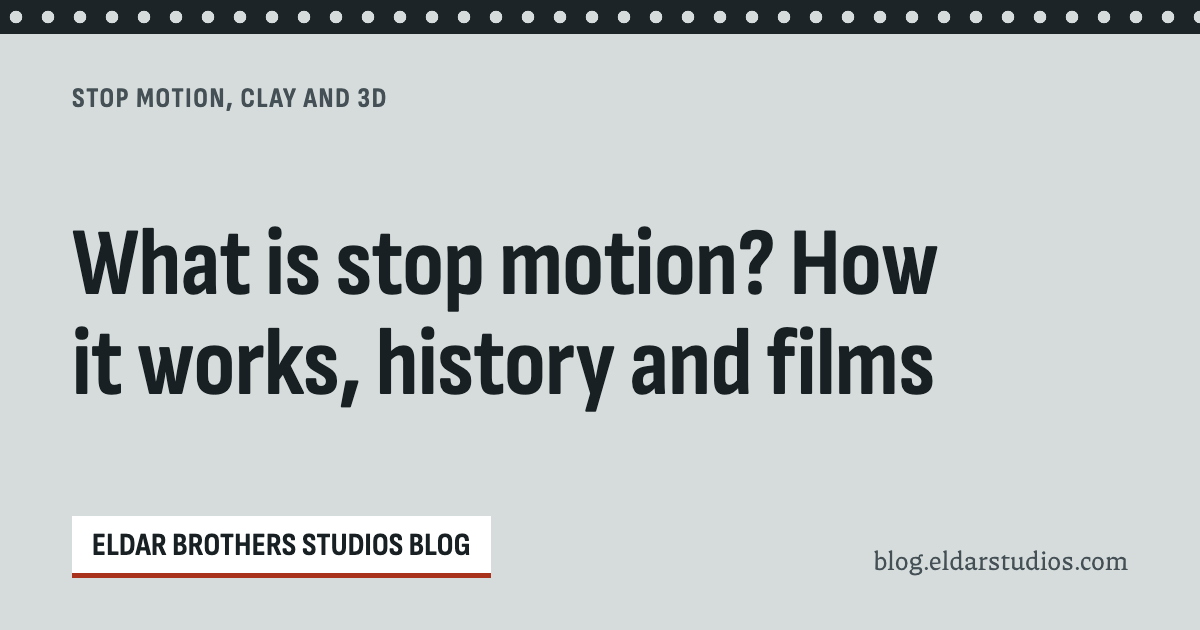 STOP MOTION, CLAY AND 3D
What is stop motion? How
it works, history and films
ELDAR BROTHERS STUDIOS BLOG
blog.eldarstudios.com